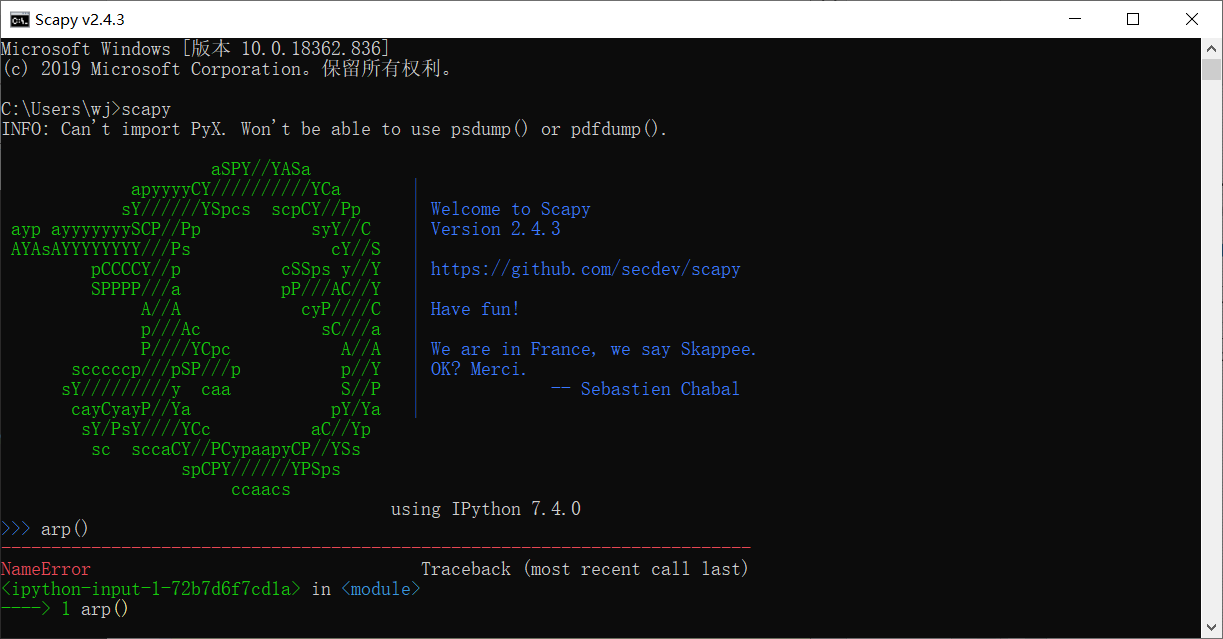 Scapy v2.4.3
Microsoft Windows [版本 10.0.18362.836]
(c) 2019 Microsoft Corporation。保留所有权利。
C:\Users\wj>scapy
INFO: Can't import PyX. Won't be able to use psdump() or pdfdump().
aSPY//YASa
apyyyyCY//////////YCa
sY//////YSpcs  scpCY//Pp Welcome to Scapy
ayp ayyyyyyySCP//Pp           syY//C Version 2.4.3
AYAsAYYYYYYYY///Ps              cY//S
pCCCCY//p          cSSps y//Y https://github.com/secdev/scapy
SPPPP///a          pP///AC//Y
A//A            cyP////C Have fun!
p///Ac            sC///a
P////YCpc           A//A We are in France, we say Skappee.
scccccp///pSP///p          p//Y OK? Merci.
sY/////////y  caa           S//P -- Sebastien Chabal
cayCyayP//Ya              pY/Ya
sY/PsY////YCc          aC//Yp
sc  sccaCY//PCypaapyCP//YSs
spCPY//////YPSps
ccaacs
using IPython 7.4.0
>>> arp()
---------------------------------------------------------------------------
NameError                                 Traceback (most recent call last)
<ipython-input-1-72b7d6f7cd1a> in <module>
----> 1 arp()